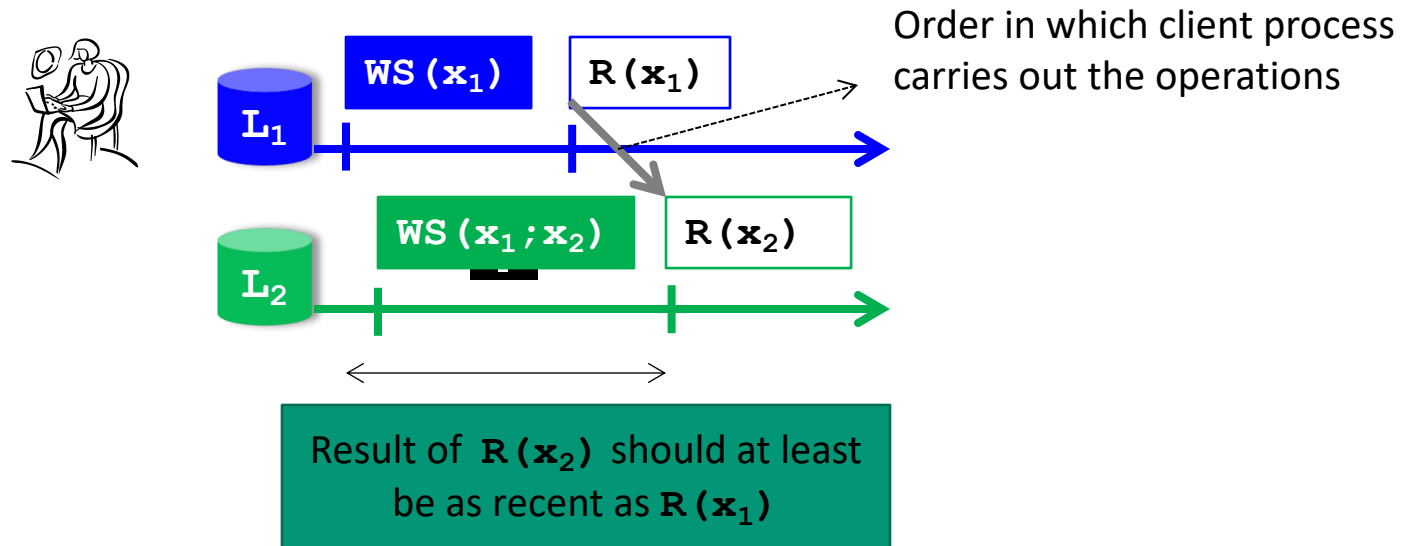 Order in which client process
carries out the operations
WS(x₁) R(x₁)
L₁
WS(x₁;x₂) R(x₂)
L₂
Result of R(x₂) should at least
be as recent as R(x₁)